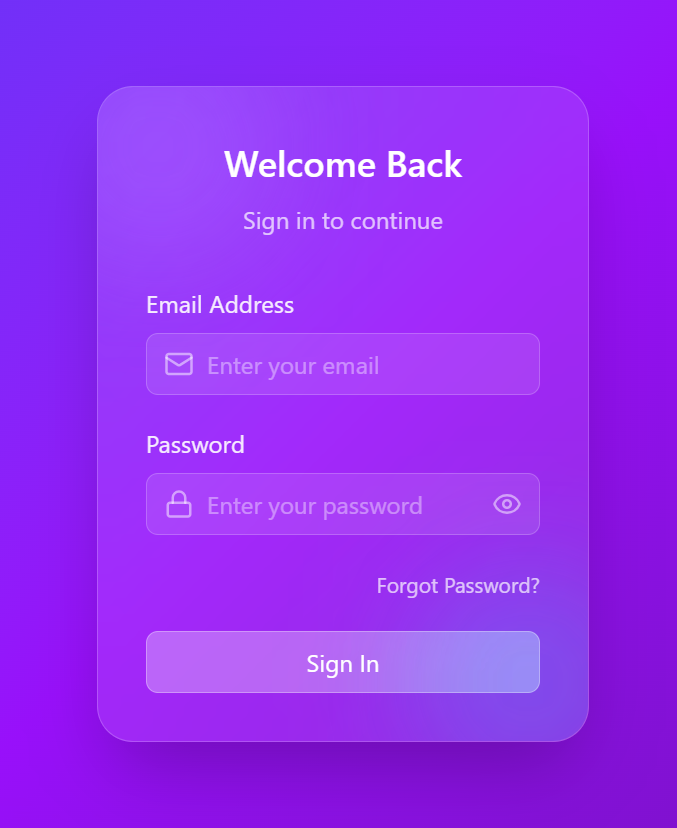 Welcome Back
Sign in to continue
Email Address
Enter your email
Password
Enter your password
Forgot Password?
Sign In